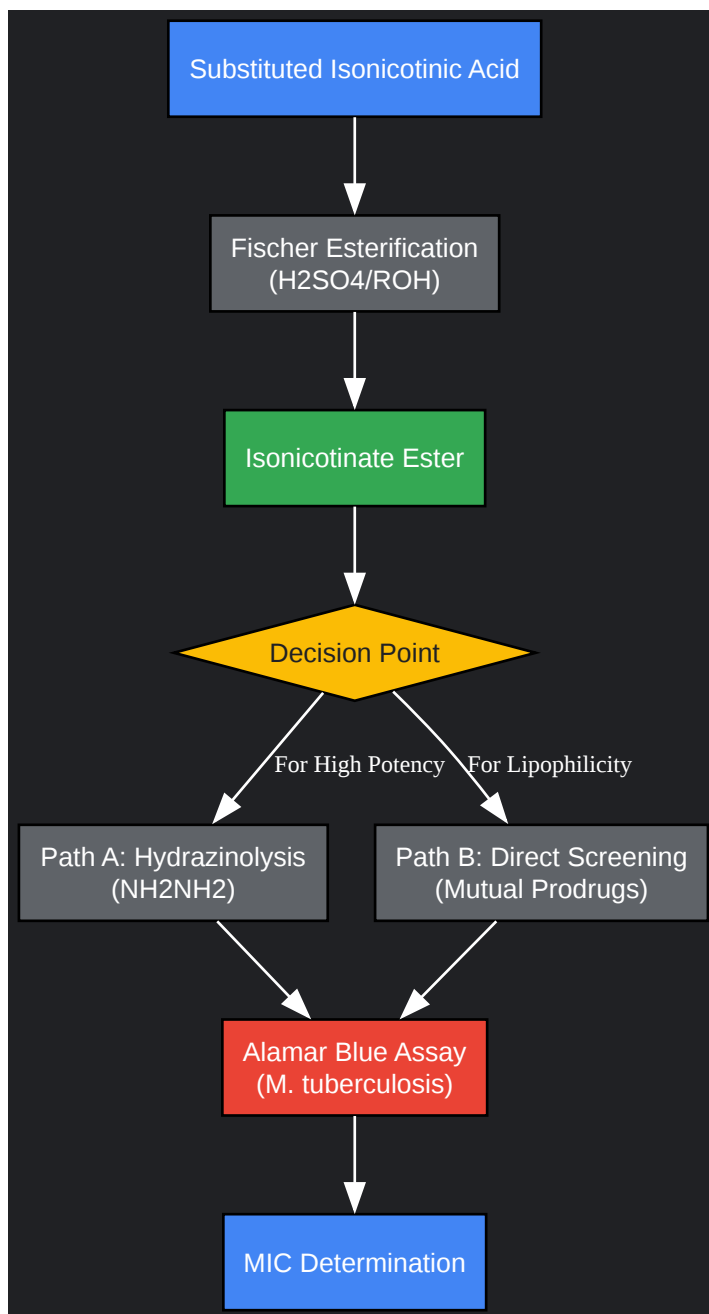 Substituted Isonicotinic Acid
Fischer Esterification
(H2SO4/ROH)
Isonicotinate Ester
Decision Point
For High Potency
For Lipophilicity
Path A: Hydrazinolysis
(NH2NH2)
Path B: Direct Screening
(Mutual Prodrugs)
Alamar Blue Assay
(M. tuberculosis)
MIC Determination